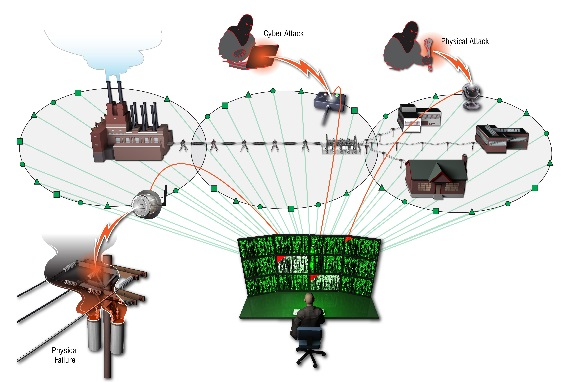 Cyber Attack
Physical Attack
Physical
Failure